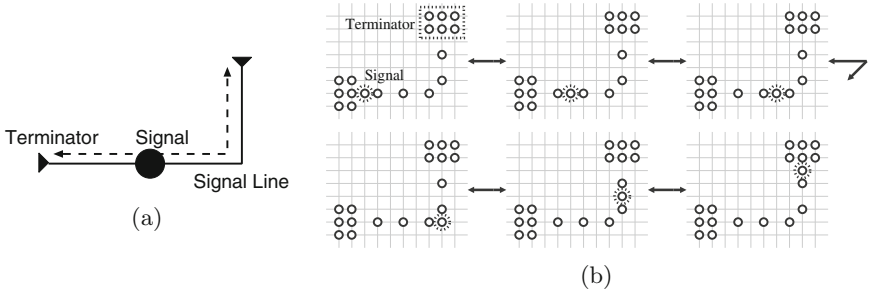 Terminator
Signal
Signal Line
(a)
Terminator
Signal
(b)